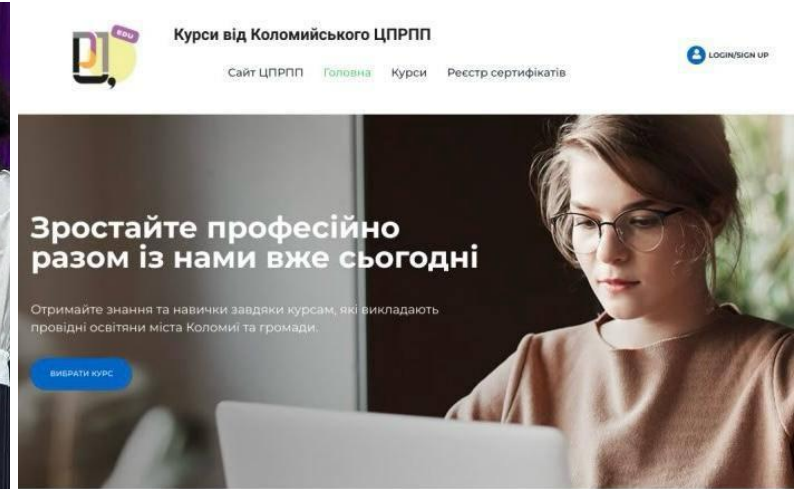 EDU
Курси від Коломийського ЦПРПП
Сайт ЦПРПП Головна Курси Реєстр сертифікатів
LOGIN/SIGN UP
Зростайте професійно
разом із нами вже сьогодні
Отримайте знання та навички завдяки курсам, які викладають
провідні освітяни міста Коломиї та громади.
ВИБРАТИ КУРС